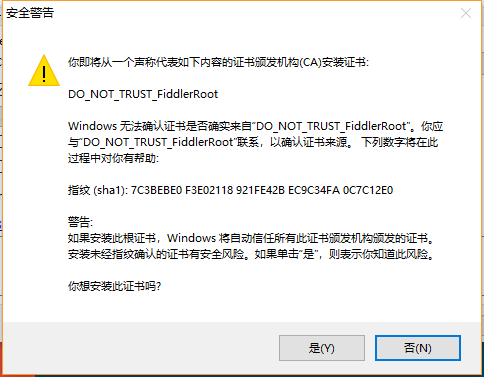 安全警告
你即将从一个声称代表如下内容的证书颁发机构(CA)安装证书:
DO_NOT_TRUST_FiddlerRoot
Windows 无法确认证书是否确实来自“DO_NOT_TRUST_FiddlerRoot”。你应
与“DO_NOT_TRUST_FiddlerRoot”联系，以确认证书来源。 下列数字将在此
过程中对你有帮助:
指纹 (sha1): 7C3BEBE0 F3E02118 921FE42B EC9C34FA 0C7C12E0
警告:
如果安装此根证书，Windows 将自动信任所有此证书颁发机构颁发的证书。
安装未经指纹确认的证书有安全风险。如果单击“是”，则表示你知道此风险。
你想安装此证书吗?
是(Y)
否(N)